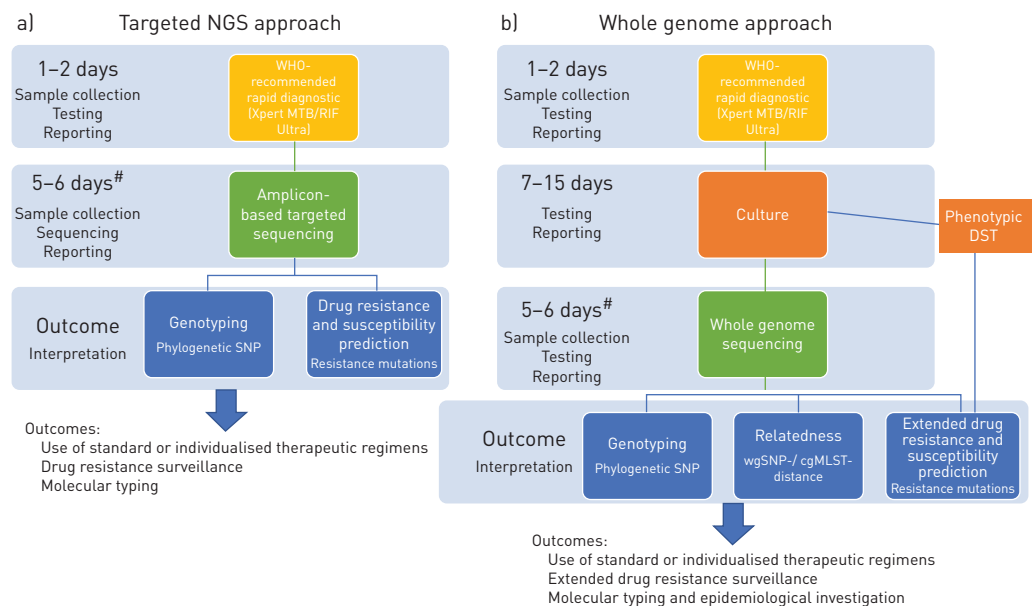 a) Targeted NGS approach
1–2 days
Sample collection
Testing
Reporting
WHO-
recommended
rapid diagnostic
(Xpert MTB/RIF
Ultra)
5–6 days#
Sample collection
Sequencing
Reporting
Amplicon-
based targeted
sequencing
Outcome
Interpretation
Genotyping
Phylogenetic SNP
Drug resistance
and susceptibility
prediction
Resistance mutations
Outcomes:
Use of standard or individualised therapeutic regimens
Drug resistance surveillance
Molecular typing
b) Whole genome approach
1–2 days
Sample collection
Testing
Reporting
WHO-
recommended
rapid diagnostic
(Xpert MTB/RIF
Ultra)
7–15 days
Testing
Reporting
Culture
Phenotypic
DST
5–6 days#
Sample collection
Testing
Reporting
Whole genome
sequencing
Outcome
Interpretation
Genotyping
Phylogenetic SNP
Relatedness
wgSNP-/ cgMLST-
distance
Extended drug
resistance and
susceptibility
prediction
Resistance mutations
Outcomes:
Use of standard or individualised therapeutic regimens
Extended drug resistance surveillance
Molecular typing and epidemiological investigation